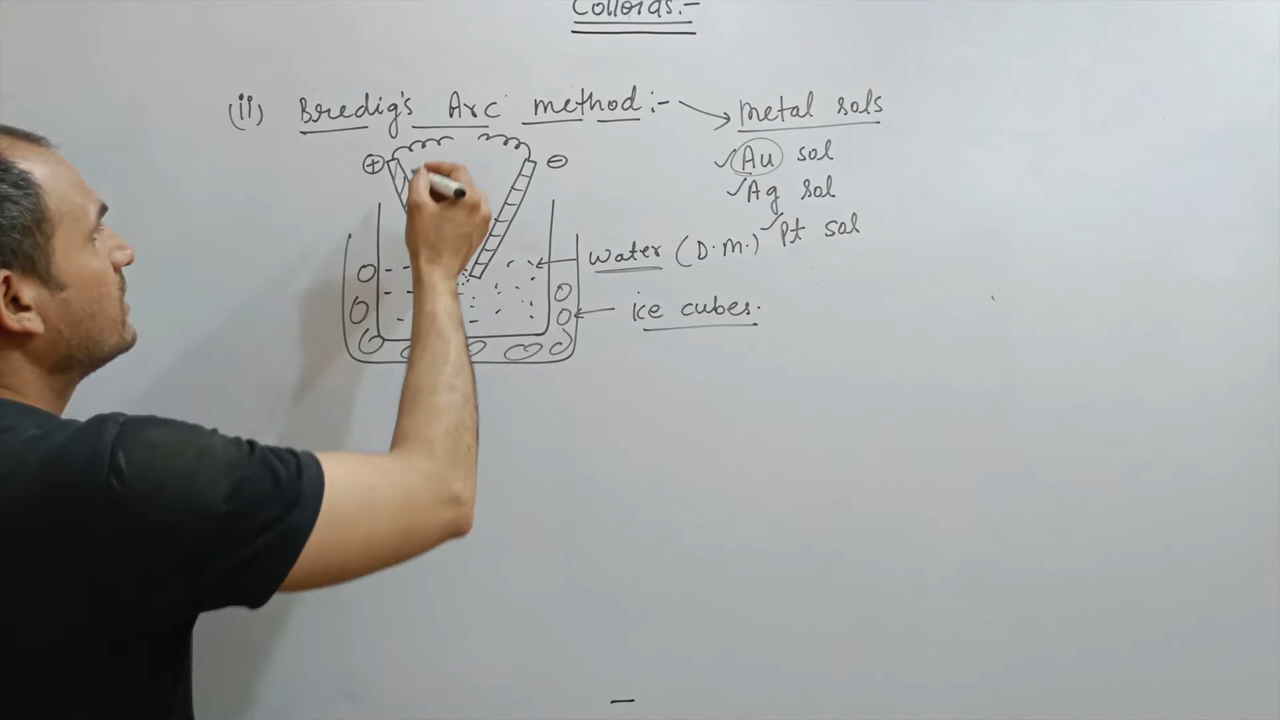 Colloids:-
(ii) Bredig's Arc method:- → Metal sols
+ - ✓Au sol
✓Ag sol
✓Pt sol
water (D.M.)
ice cubes.